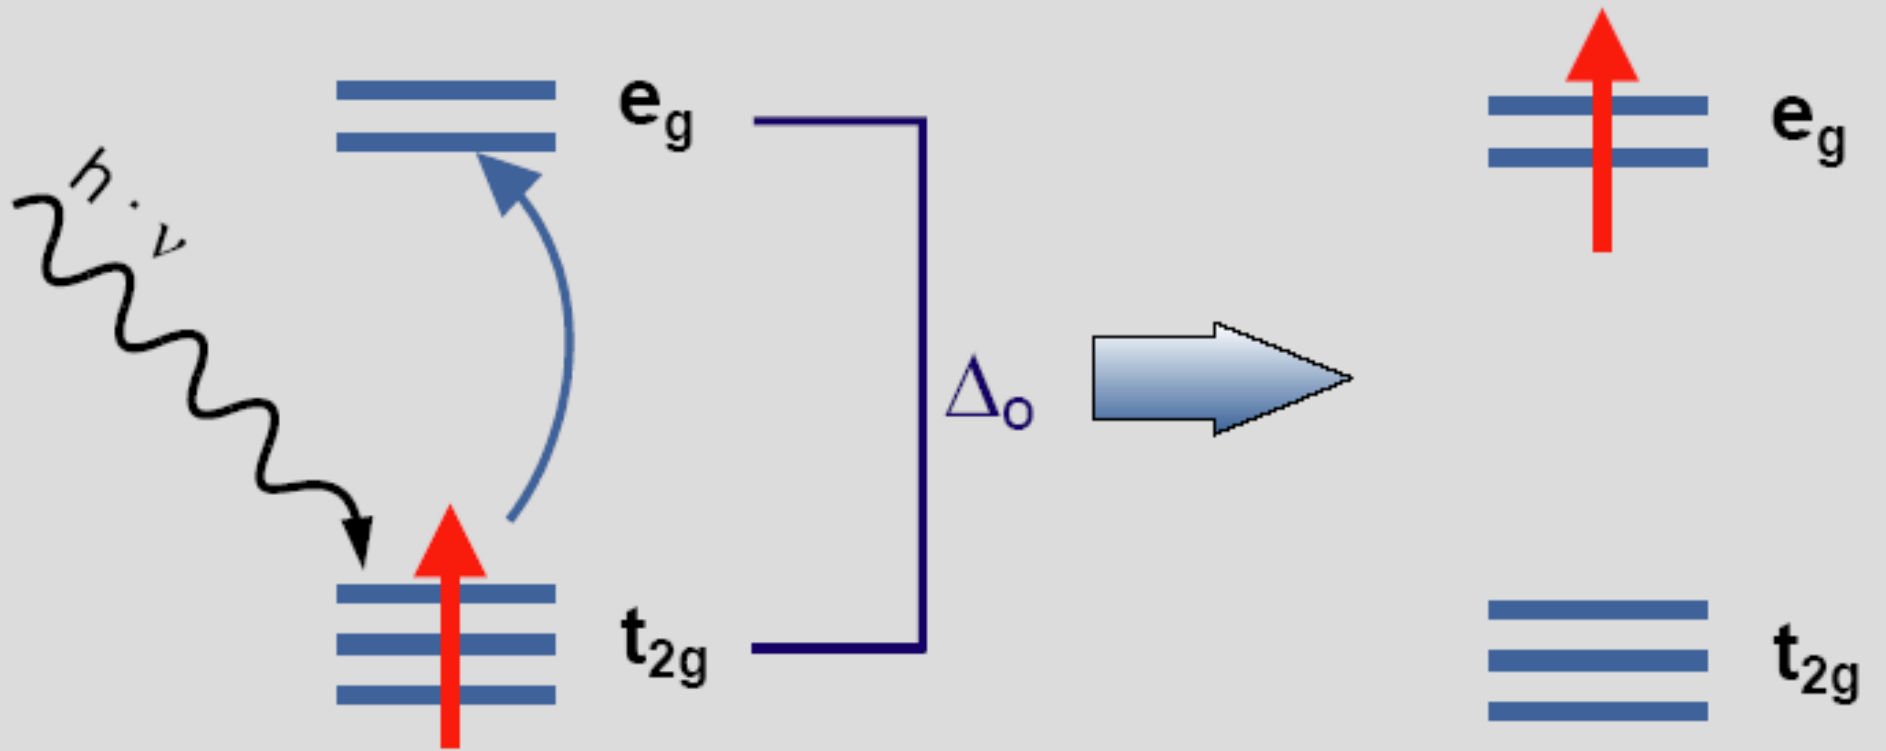 e_g
h · ν
Δ_o
t_2g
e_g
t_2g